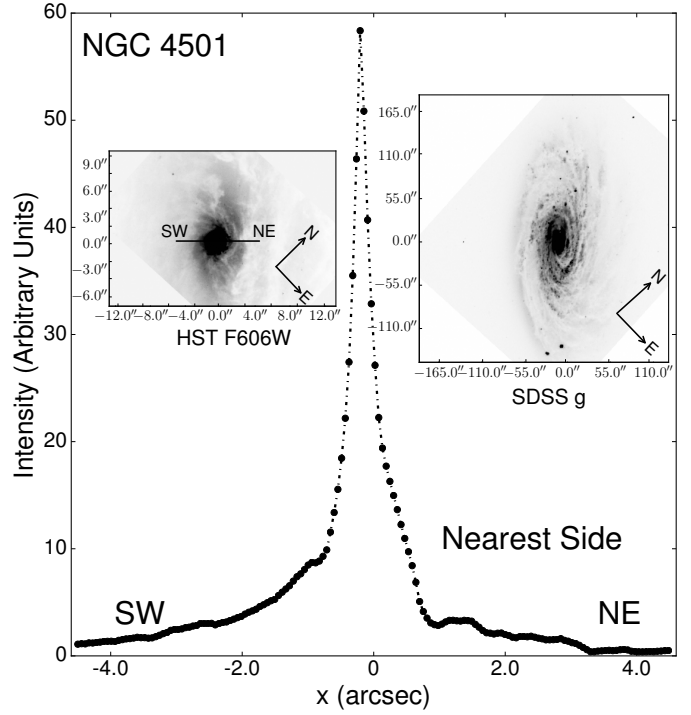 NGC 4501
Intensity (Arbitrary Units)
60
50
40
30
20
10
0
9.0″
6.0″
3.0″
0.0″
−3.0″
−6.0″
SW
NE
N
E
−12.0″
−8.0″
−4.0″
0.0″
4.0″
8.0″
12.0″
HST F606W
165.0″
110.0″
55.0″
0.0″
−55.0″
−110.0″
N
E
−165.0″
−110.0″
−55.0″
0.0″
55.0″
110.0″
SDSS g
Nearest Side
SW
NE
-4.0
-2.0
0
2.0
4.0
x (arcsec)